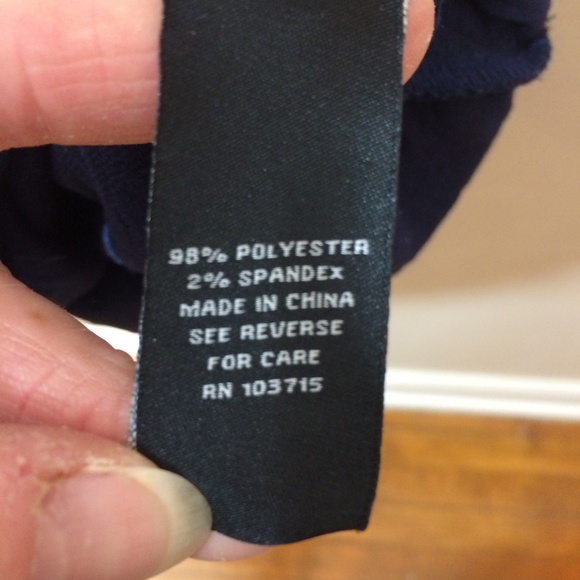 98% POLYESTER
2% SPANDEX
MADE IN CHINA
SEE REVERSE
FOR CARE
RN 103715